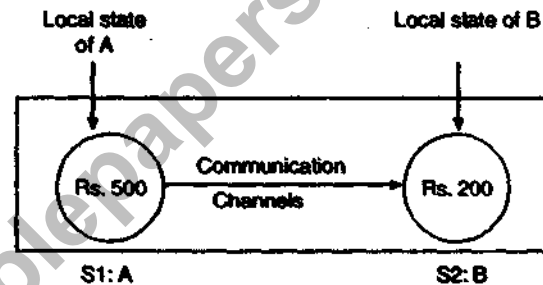 Local state
of A
Local state of B
Rs. 500
Communication
Channels
Rs. 200
S1: A
S2: B